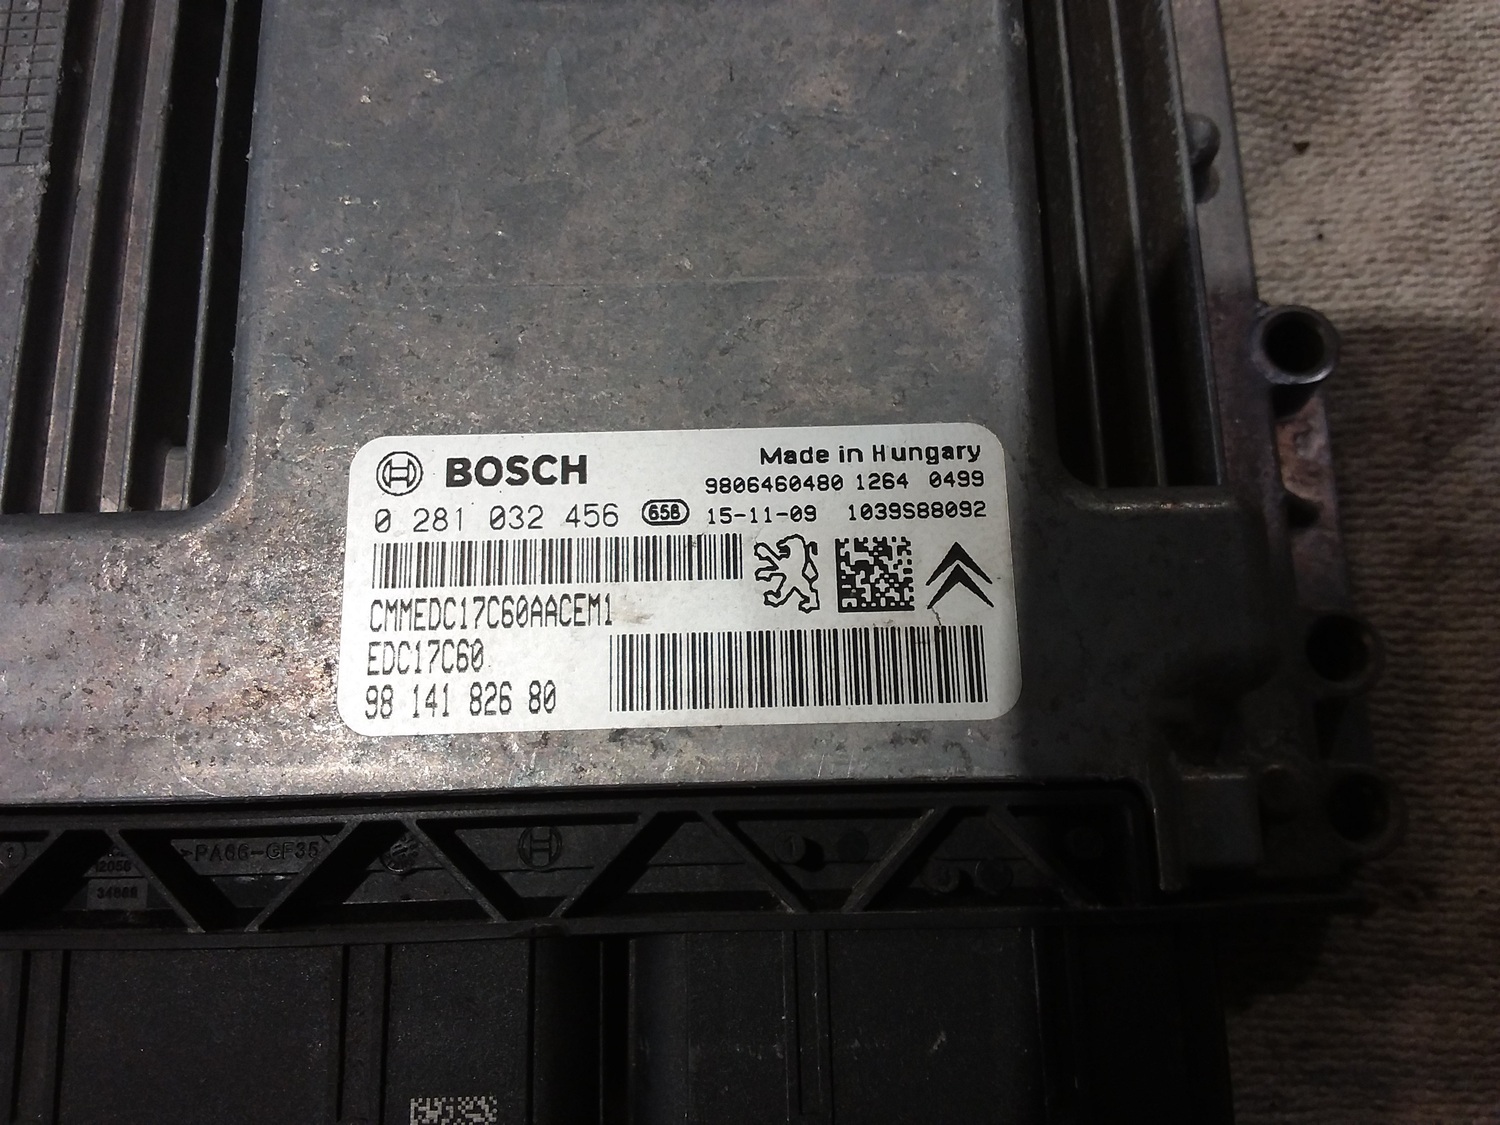 BOSCH
Made in Hungary
9806460480 1264 0499
0 281 032 456 658 15-11-09 1039S88092
CMMEDC17C60AACEM1
EDC17C60
98 141 826 80
>PA66-GF35
34669